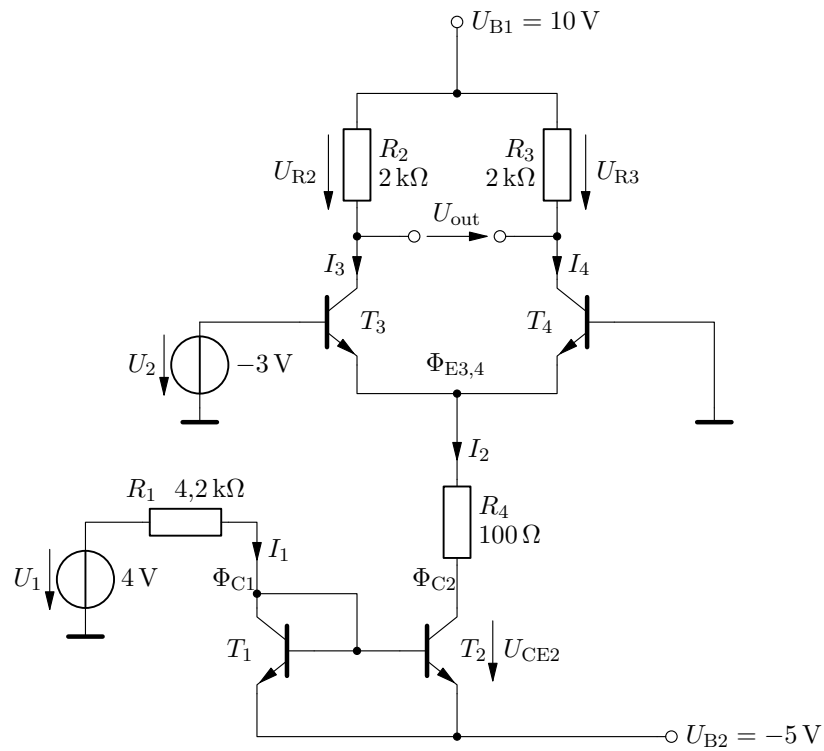 U_B1 = 10 V
R_2
2 kΩ
U_R2
R_3
2 kΩ
U_R3
U_out
I_3
I_4
T_3
T_4
U_2
−3 V
Φ_E3,4
I_2
R_1 4,2 kΩ
R_4
100 Ω
I_1
U_1
4 V
Φ_C1
Φ_C2
T_1
T_2
U_CE2
U_B2 = −5 V